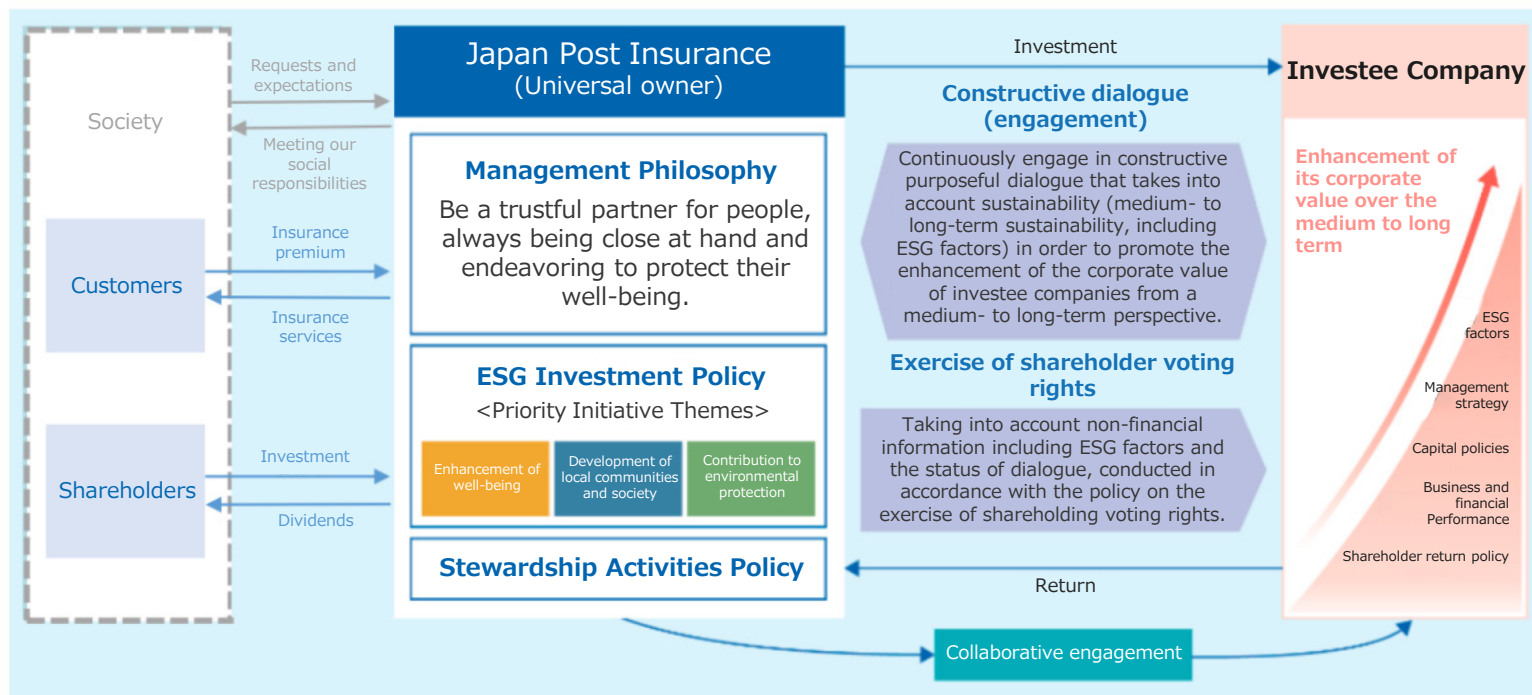 Society
Requests and
expectations
Meeting our
social
responsibilities
Customers
Insurance
premium
Insurance
services
Shareholders
Investment
Dividends
Japan Post Insurance
(Universal owner)
Management Philosophy
Be a trustful partner for people,
always being close at hand and
endeavoring to protect their
well-being.
ESG Investment Policy
<Priority Initiative Themes>
Enhancement of
well-being
Development of
local communities
and society
Contribution to
environmental
protection
Stewardship Activities Policy
Investment
Constructive dialogue
(engagement)
Continuously engage in constructive
purposeful dialogue that takes into
account sustainability (medium- to
long-term sustainability, including
ESG factors) in order to promote the
enhancement of the corporate value
of investee companies from a
medium- to long-term perspective.
Exercise of shareholder voting
rights
Taking into account non-financial
information including ESG factors and
the status of dialogue, conducted in
accordance with the policy on the
exercise of shareholding voting rights.
Return
Collaborative engagement
Investee Company
Enhancement of
its corporate
value over the
medium to long
term
ESG
factors
Management
strategy
Capital policies
Business and
financial
Performance
Shareholder return policy